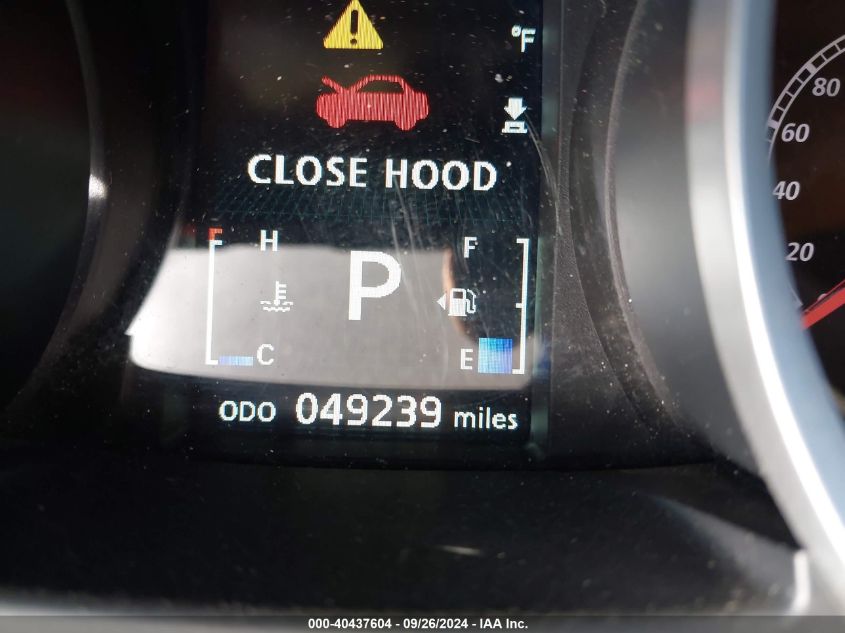 °F
80
CLOSE HOOD
60
40
H
F
20
C
P
E
ODO 049239 miles
000-40437604 - 09/26/2024 - IAA Inc.